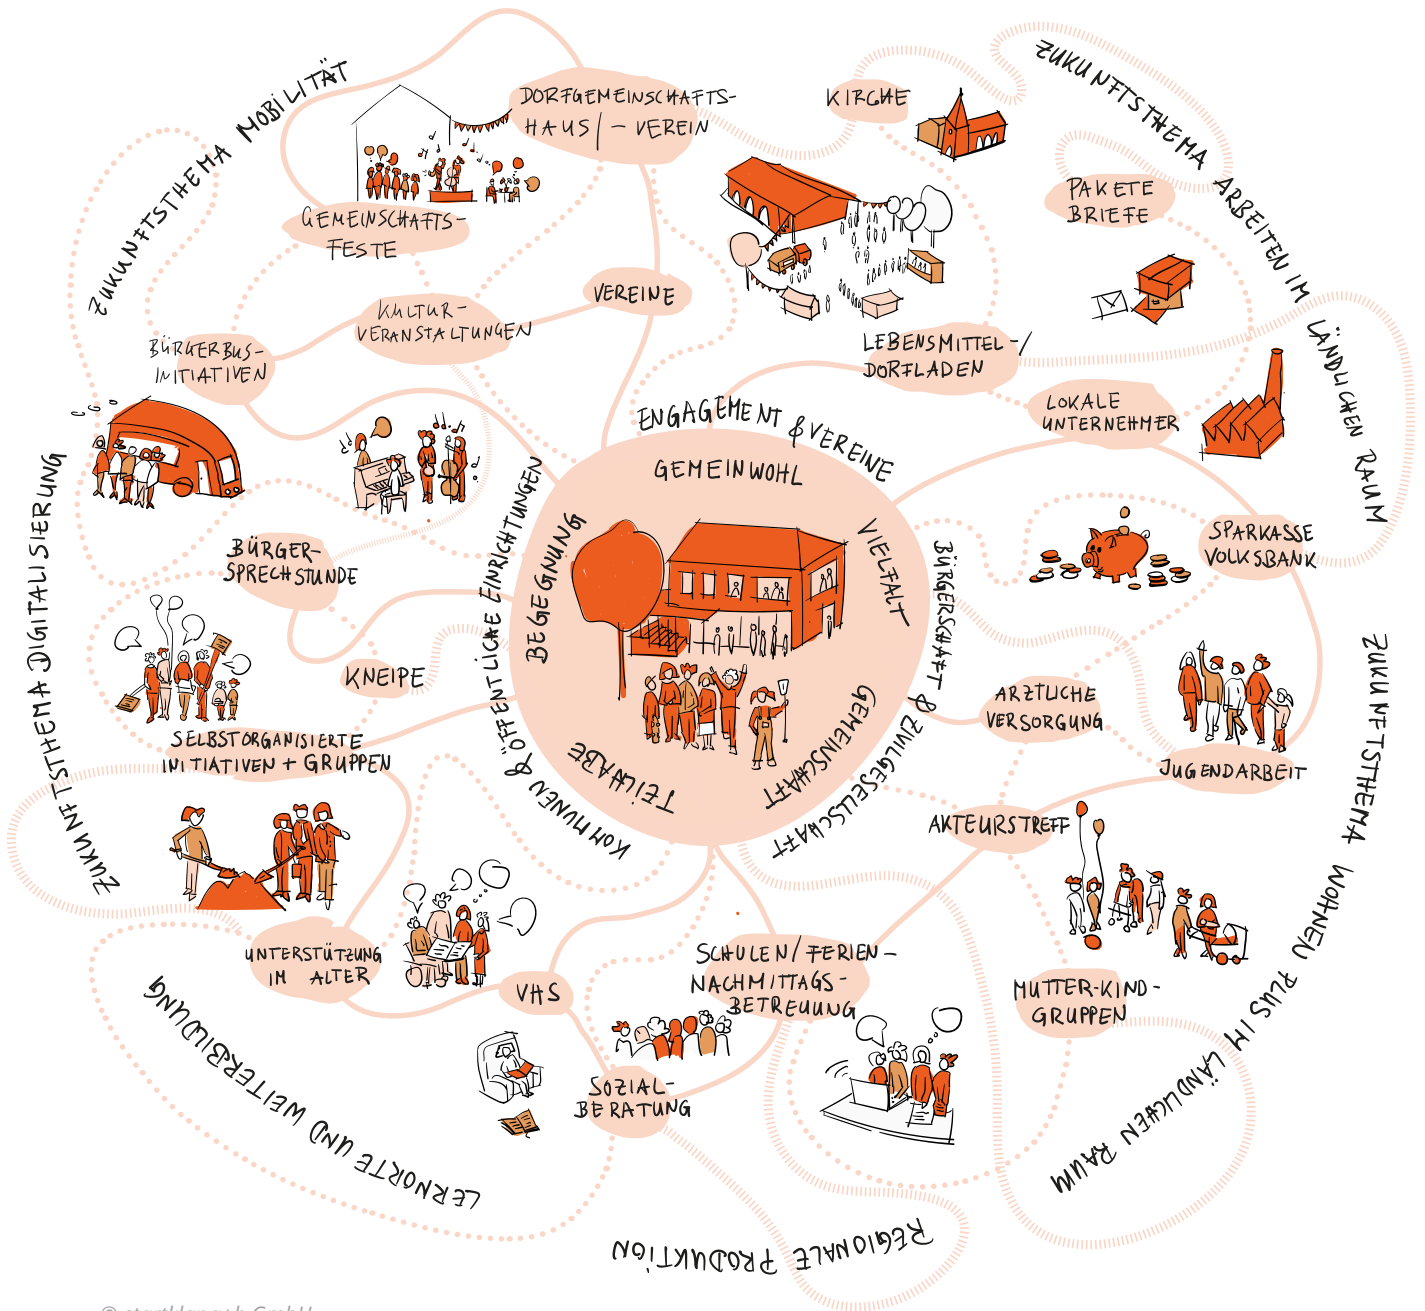 ZUKUNFTSTHEMA MOBILITÄT
ZUKUNFTSTHEMA ARBEITEN IM LÄNDLICHEN RAUM
ZUKUNFTSTHEMA WOHNEN PLUS IM LÄNDLICHEN RAUM
REGIONALE PRODUKTION
LERNORTE UND WEITERBILDUNG
ZUKUNFTSTHEMA DIGITALISIERUNG
DORFGEMEINSCHAFTS-
HAUS/-VEREIN
KIRCHE
PAKETE
BRIEFE
GEMEINSCHAFTS-
FESTE
KULTUR-
VERANSTALTUNGEN
VEREINE
BÜRGERBUS-
INITIATIVEN
LEBENSMITTEL-/
DORFLADEN
LOKALE
UNTERNEHMER
ENGAGEMENT & VEREINE
BÜRGERSCHAFT & ZIVILGESELLSCHAFT
KOMMUNEN & ÖFFENTLICHE EINRICHTUNGEN
GEMEINWOHL
VIELFALT
GEMEINSCHAFT
TEILHABE
BEGEGNUNG
SPARKASSE
VOLKSBANK
BÜRGER-
SPRECHSTUNDE
KNEIPE
ARZTLICHE
VERSORGUNG
SELBSTORGANISIERTE
INITIATIVEN + GRUPPEN
JUGENDARBEIT
AKTEURSTREFF
UNTERSTÜTZUNG
IM ALTER
VHS
SCHULEN/FERIEN-
NACHMITTAGS-
BETREUUNG
MUTTER-KIND-
GRUPPEN
SOZIAL-
BERATUNG